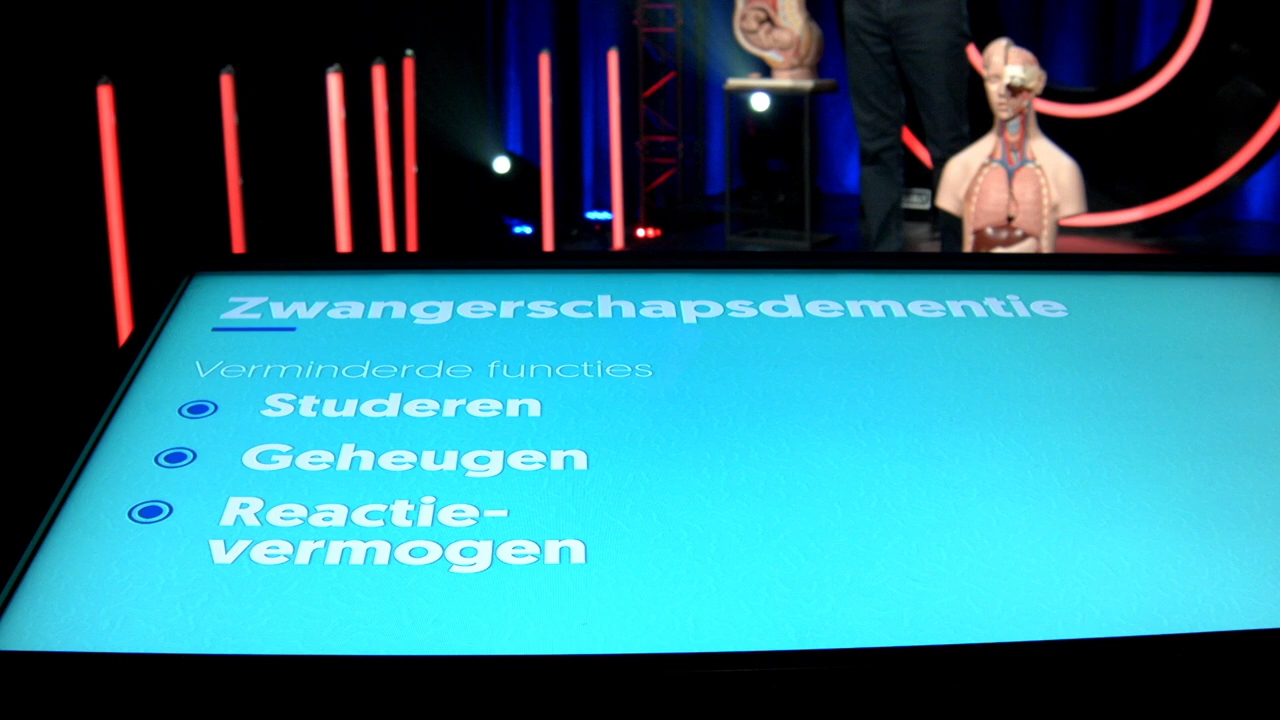 Zwangerschapsdementie
Verminderde functies
Studeren
Geheugen
Reactie-
vermogen